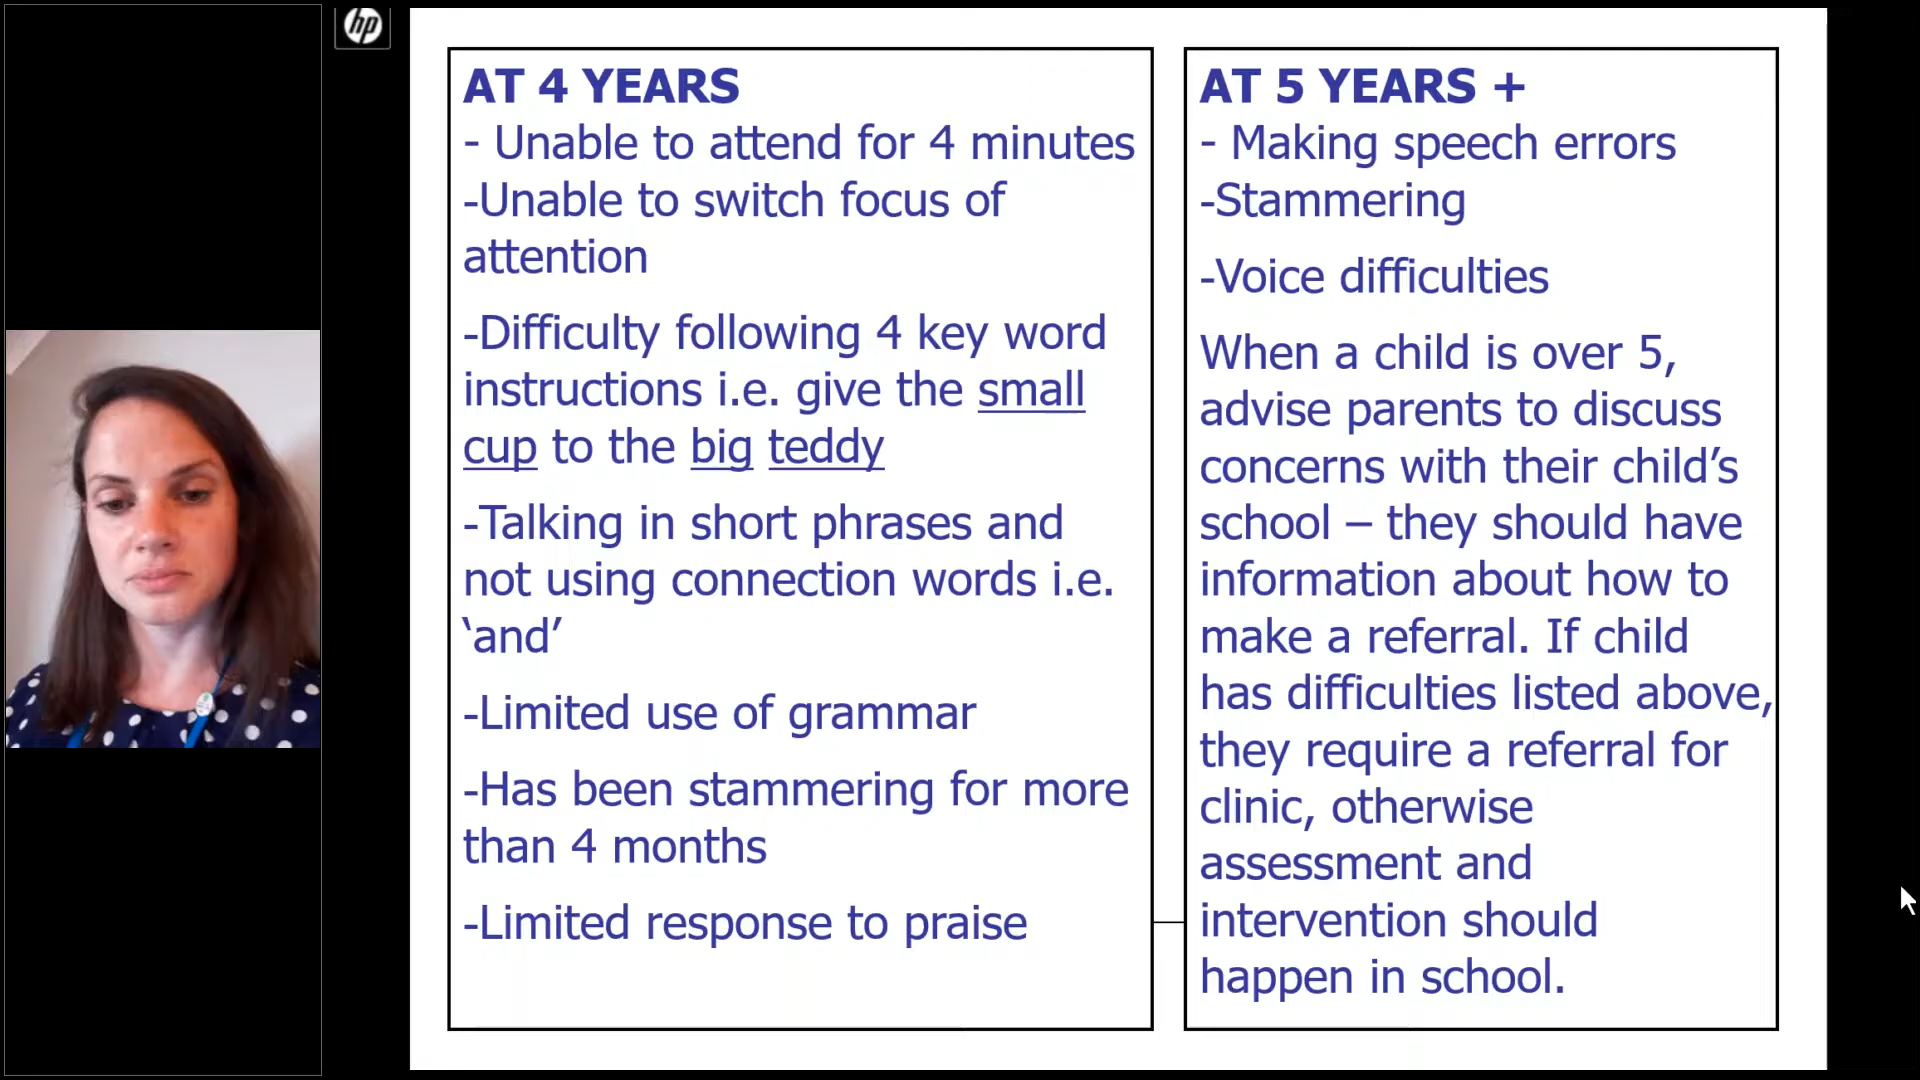 hp
AT 4 YEARS
- Unable to attend for 4 minutes
-Unable to switch focus of
attention
-Difficulty following 4 key word
instructions i.e. give the small
cup to the big teddy
-Talking in short phrases and
not using connection words i.e.
‘and’
-Limited use of grammar
-Has been stammering for more
than 4 months
-Limited response to praise
AT 5 YEARS +
- Making speech errors
-Stammering
-Voice difficulties
When a child is over 5,
advise parents to discuss
concerns with their child’s
school – they should have
information about how to
make a referral. If child
has difficulties listed above,
they require a referral for
clinic, otherwise
assessment and
intervention should
happen in school.